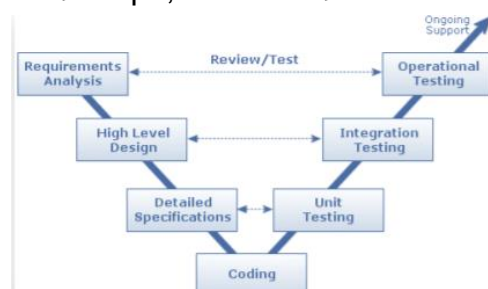 Ongoing
Support
Requirements
Analysis
Review/Test
Operational
Testing
High Level
Design
Integration
Testing
Detailed
Specifications
Unit
Testing
Coding